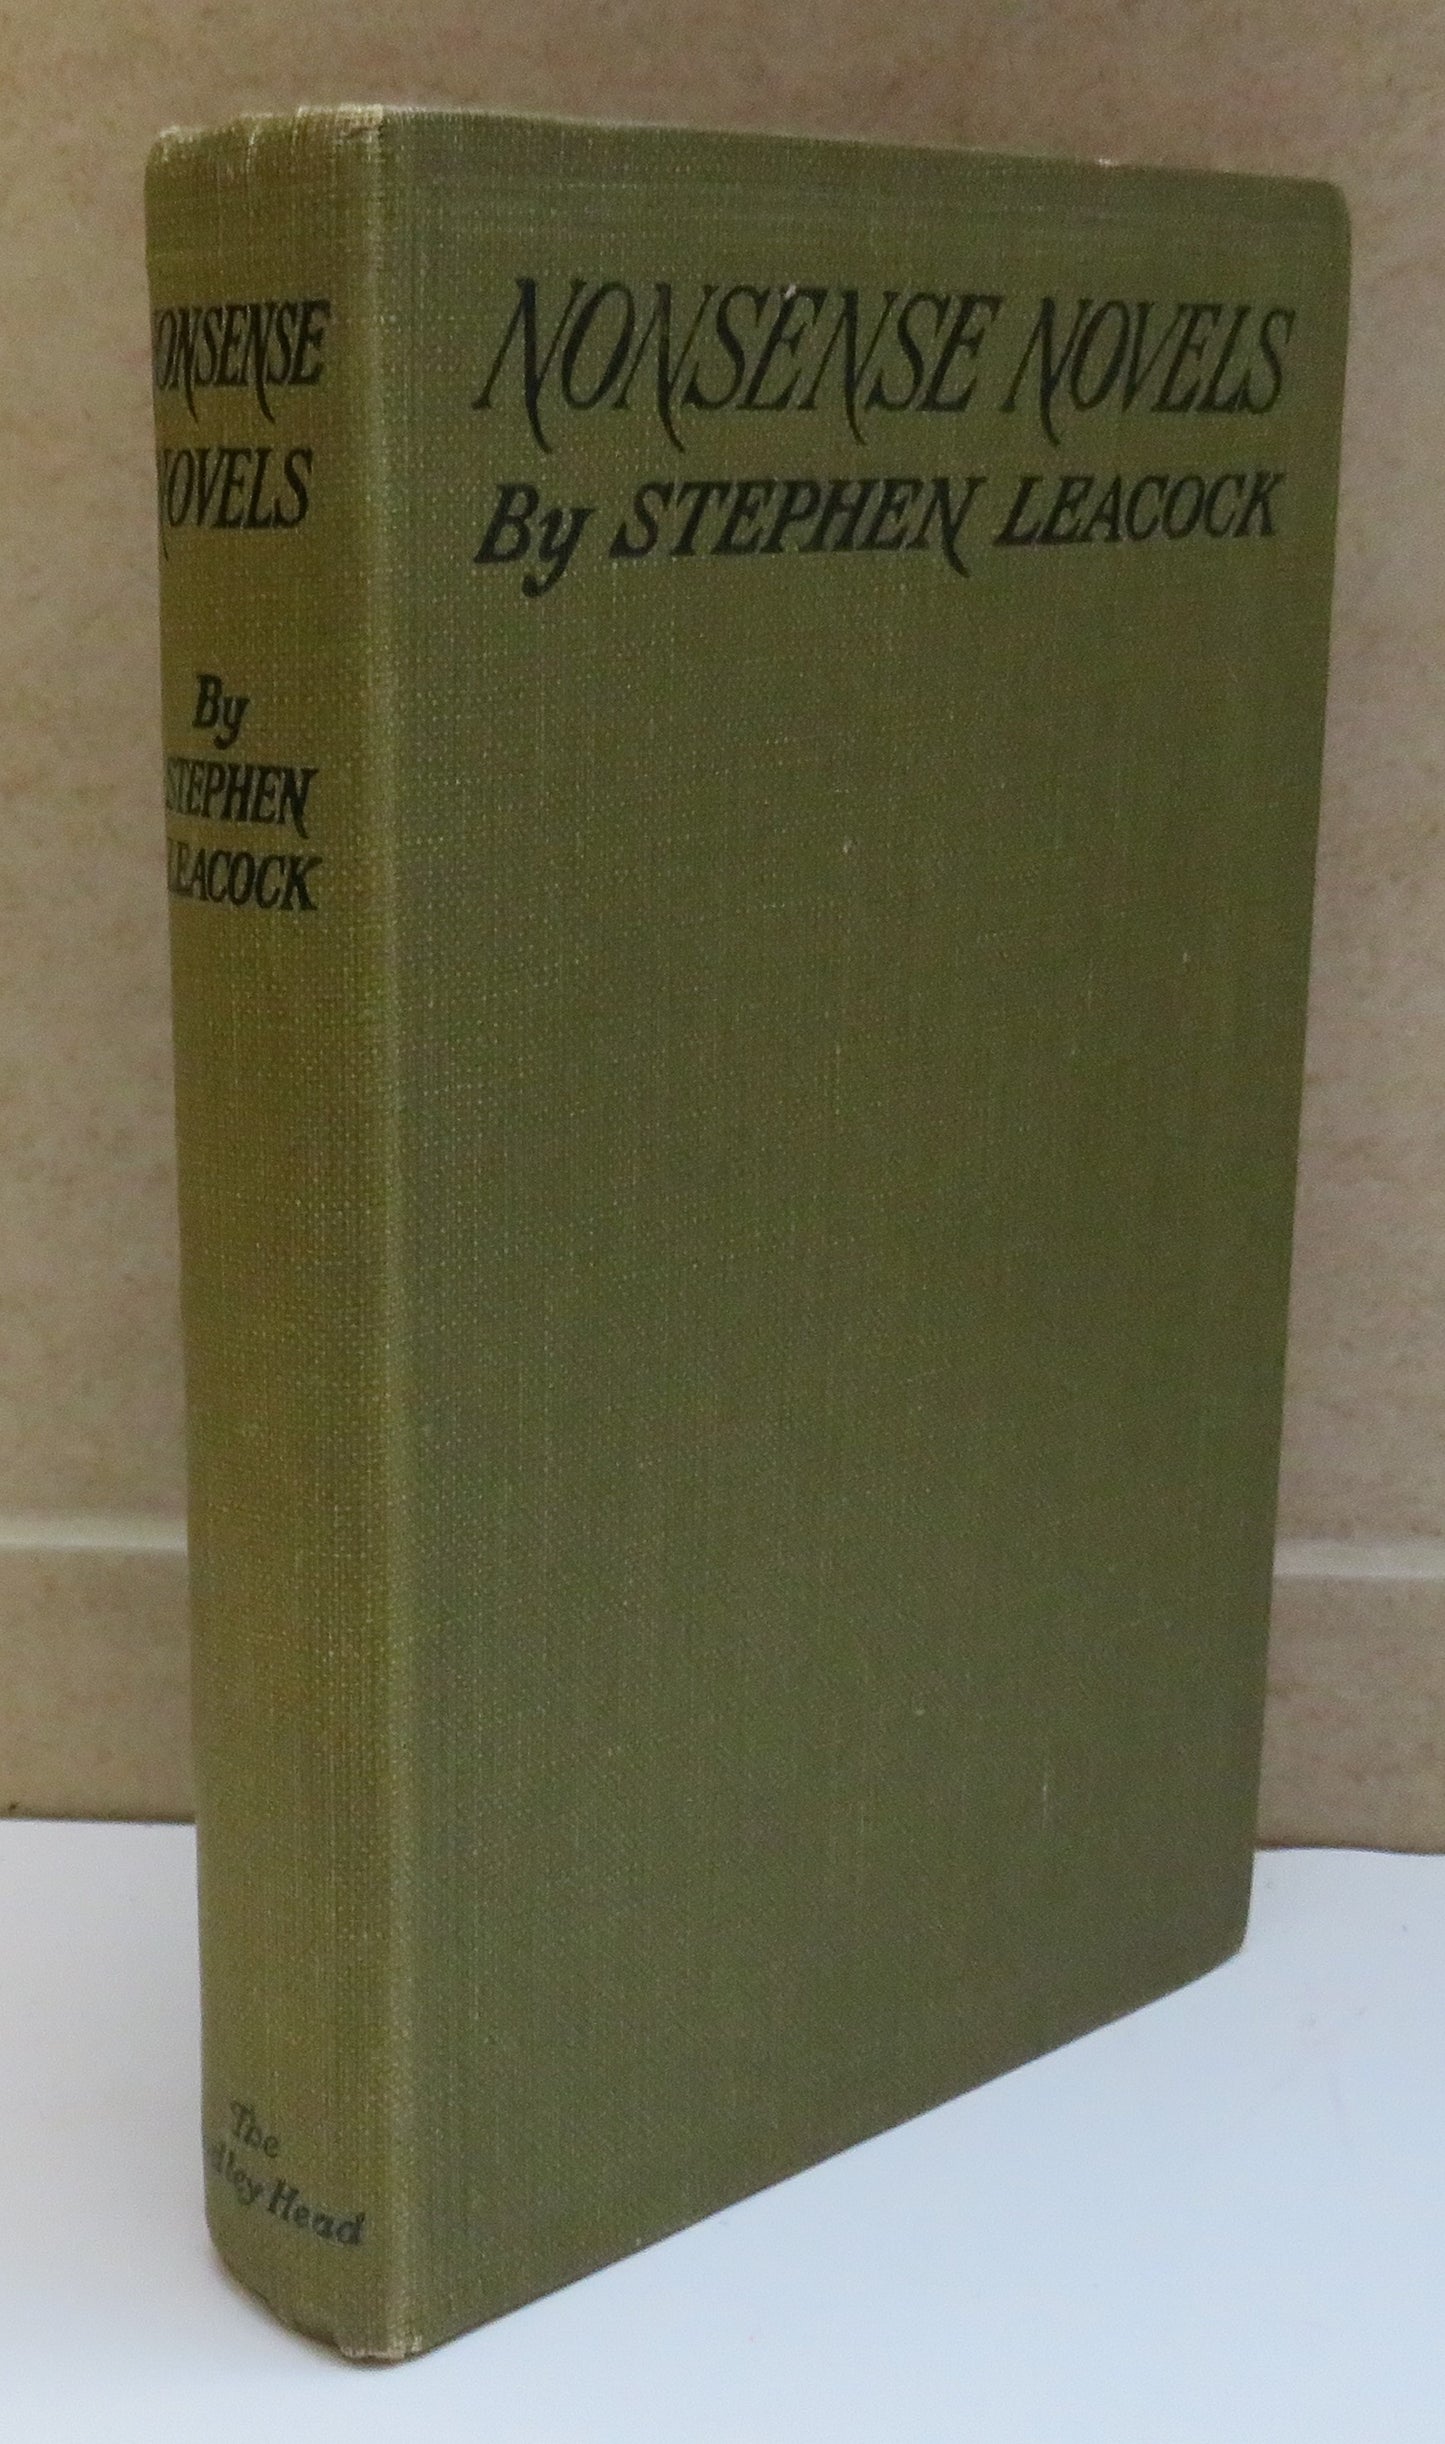 NONSENSE NOVELS
By STEPHEN LEACOCK
NONSENSE
NOVELS
By
STEPHEN
LEACOCK
The
Head